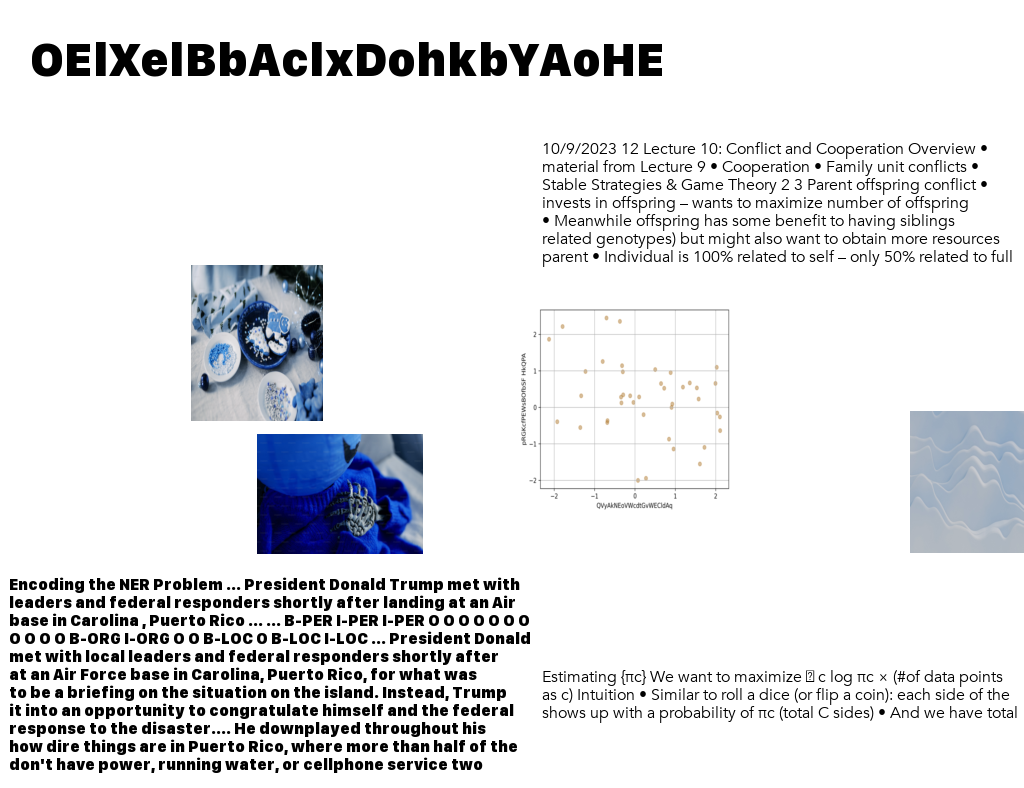 OElXelBbAclxDohkbYAoHE
10/9/2023 12 Lecture 10: Conflict and Cooperation Overview •
material from Lecture 9 • Cooperation • Family unit conflicts •
Stable Strategies & Game Theory 2 3 Parent offspring conflict •
invests in offspring – wants to maximize number of offspring
• Meanwhile offspring has some benefit to having siblings
related genotypes) but might also want to obtain more resources
parent • Individual is 100% related to self – only 50% related to full
2
1
0
−1
−2
−2 −1 0 1 2
Encoding the NER Problem ... President Donald Trump met with
leaders and federal responders shortly after landing at an Air
base in Carolina , Puerto Rico ... ... B-PER I-PER I-PER O O O O O O O
O O O O B-ORG I-ORG O O B-LOC O B-LOC I-LOC ... President Donald
met with local leaders and federal responders shortly after
at an Air Force base in Carolina, Puerto Rico, for what was
to be a briefing on the situation on the island. Instead, Trump
it into an opportunity to congratulate himself and the federal
response to the disaster.... He downplayed throughout his
how dire things are in Puerto Rico, where more than half of the
don't have power, running water, or cellphone service two
Estimating {πc} We want to maximize c log πc × (#of data points
as c) Intuition • Similar to roll a dice (or flip a coin): each side of the
shows up with a probability of πc (total C sides) • And we have total